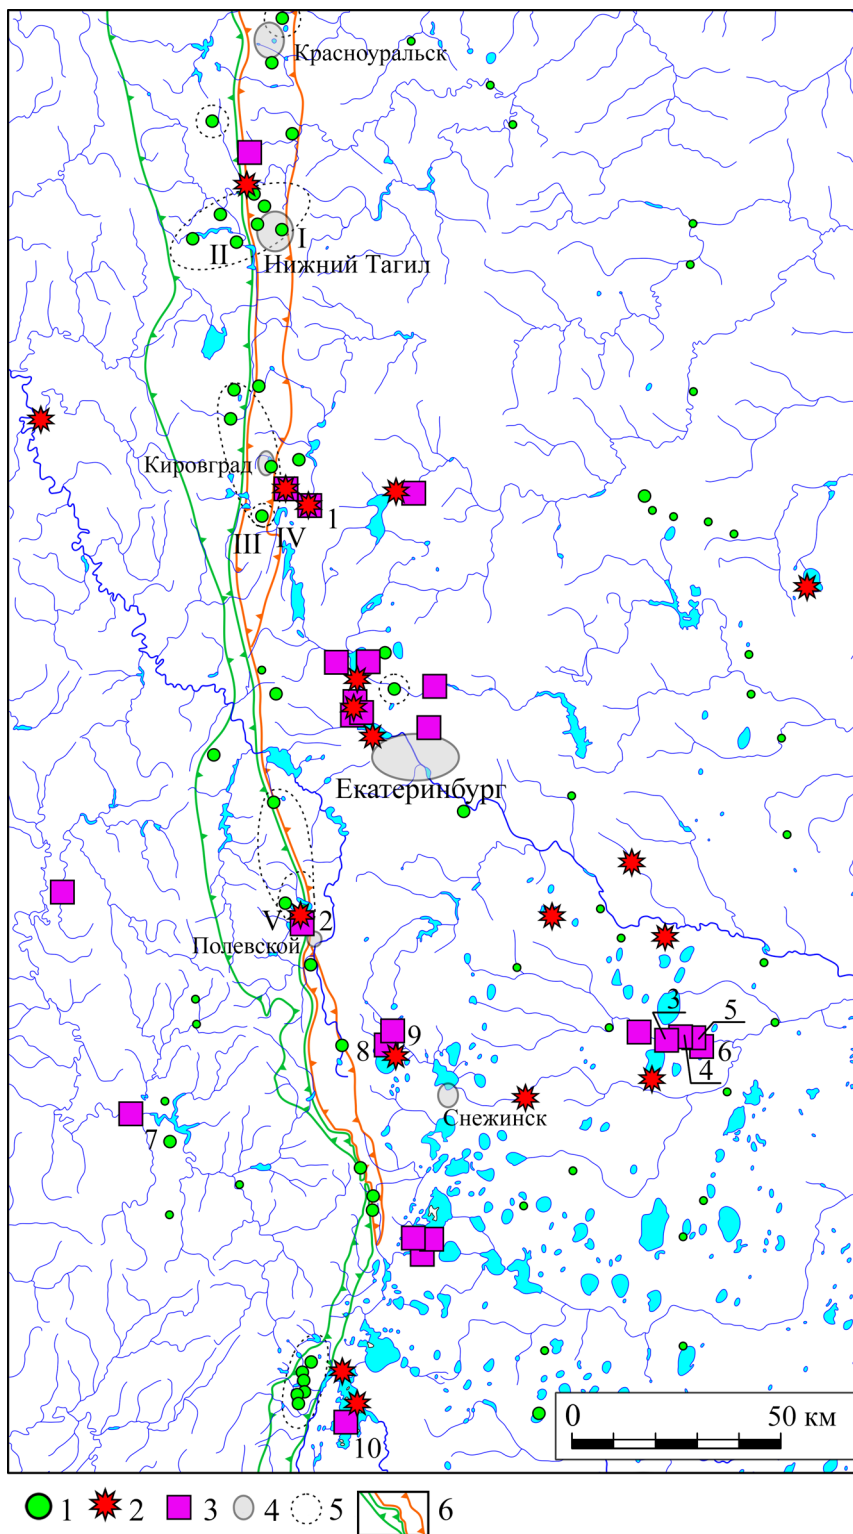 Красноуральск
I
II
Нижний Тагил
Кировград
1
III
IV
Екатеринбург
V
2
Полевской
3
5
9
8
6
4
Снежинск
7
0
50 км
10
1
2
3
4
5
6